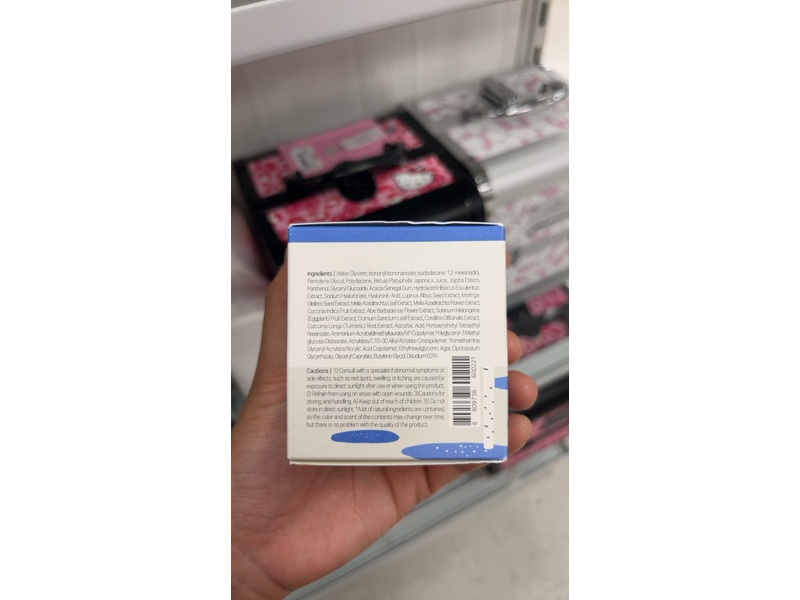 Ingredients | Water, Glycerin, Isononyl Isononanoate, Isododecane, 1,2-Hexanediol,
Pentylene Glycol, Polydecene, Betula Platyphylla Japonica Juice, Jojoba Esters,
Panthenol, Glyceryl Glucoside, Acacia Senegal Gum, Hydrolyzed Hibiscus Esculentus
Extract, Sodium Hyaluronate, Hyaluronic Acid, Lupinus Albus Seed Extract, Moringa
Oleifera Seed Extract, Melia Azadirachta Leaf Extract, Melia Azadirachta Flower Extract,
Coccinia Indica Fruit Extract, Aloe Barbadensis Flower Extract, Solanum Melongena
(Eggplant) Fruit Extract, Ocimum Sanctum Leaf Extract, Corallina Officinalis Extract,
Curcuma Longa (Turmeric) Root Extract, Ascorbic Acid, Pentaerythrityl Tetraethyl
hexanoate, Ammonium Acryloyldimethyltaurate/VP Copolymer, Polyglyceryl-3 Methyl
glucose Distearate, Acrylates/C10-30 Alkyl Acrylate Crosspolymer, Tromethamine,
Glyceryl Acrylate/Acrylic Acid Copolymer, Ethylhexylglycerin, Agar, Dipotassium
Glycyrrhizate, Glyceryl Caprylate, Butylene Glycol, Disodium EDTA
Cautions | 1) Consult with a specialist if abnormal symptoms or
side effects, such as red spots, swelling, or itching, are caused by
exposure to direct sunlight after use or when using the product.
2) Refrain from using on areas with open wounds. 3)Cautions for
storing and handling. A) Keep out of reach of children. B) Do not
store in direct sunlight. *A lot of natural ingredients are contained,
so the color and scent of the contents may change over time,
but there is no problem with the quality of the product.
8 809738 600221